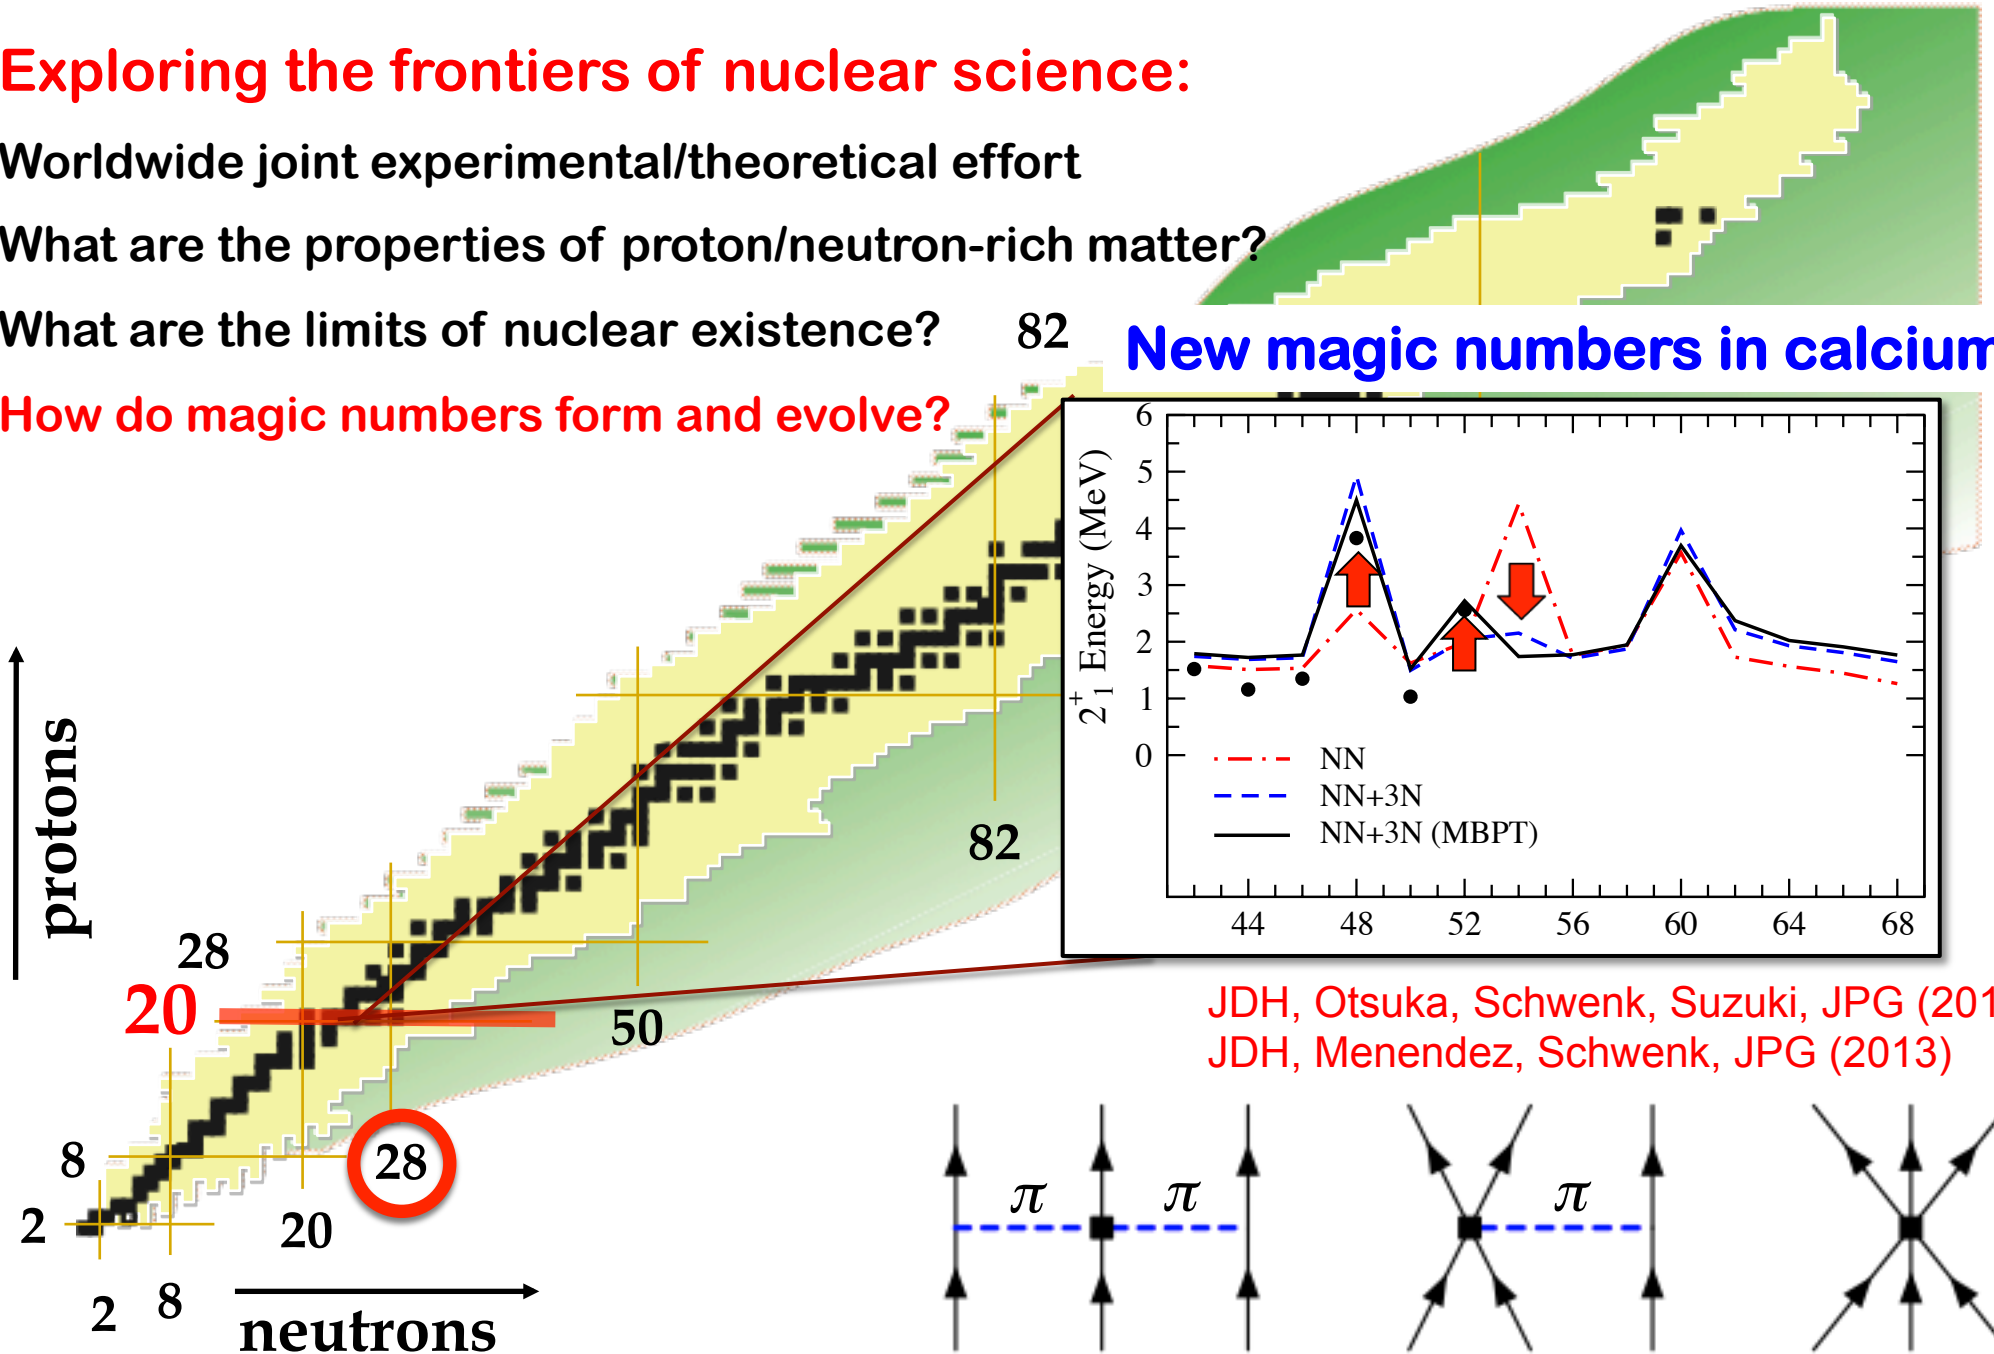 Exploring the frontiers of nuclear science:
Worldwide joint experimental/theoretical effort
What are the properties of proton/neutron-rich matter?
What are the limits of nuclear existence?
How do magic numbers form and evolve?
82
New magic numbers in calcium
6
5
4
3
2
1
0
2₁⁺ Energy (MeV)
NN
NN+3N
NN+3N (MBPT)
44 48 52 56 60 64 68
JDH, Otsuka, Schwenk, Suzuki, JPG (201
JDH, Menendez, Schwenk, JPG (2013)
protons
28
20
8
2
82
50
28
20
8
2
neutrons
π π
π